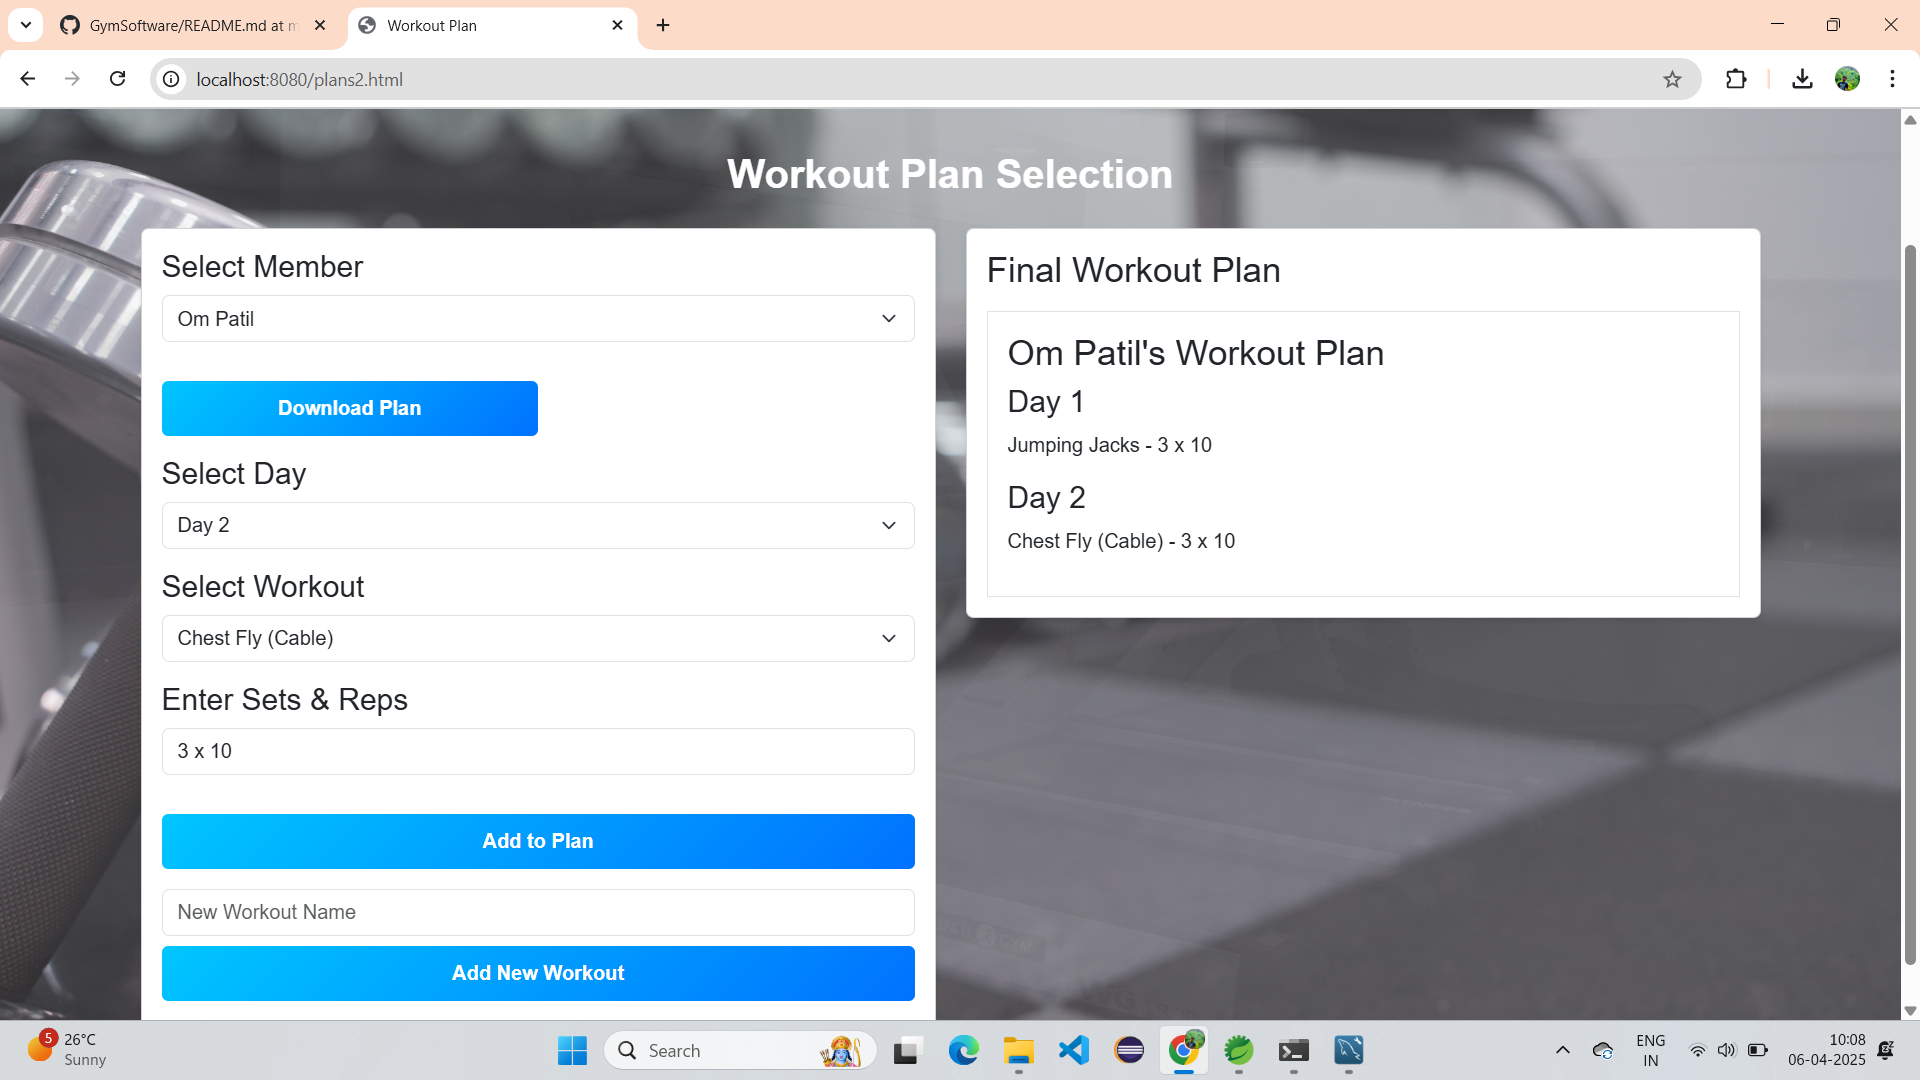 GymSoftware/README.md at m
Workout Plan
localhost:8080/plans2.html
Workout Plan Selection
Select Member
Om Patil
Download Plan
Select Day
Day 2
Select Workout
Chest Fly (Cable)
Enter Sets & Reps
3 x 10
Add to Plan
New Workout Name
Add New Workout
Final Workout Plan
Om Patil's Workout Plan
Day 1
Jumping Jacks - 3 x 10
Day 2
Chest Fly (Cable) - 3 x 10
5
26°C
Sunny
Search
ENG
IN
10:08
06-04-2025